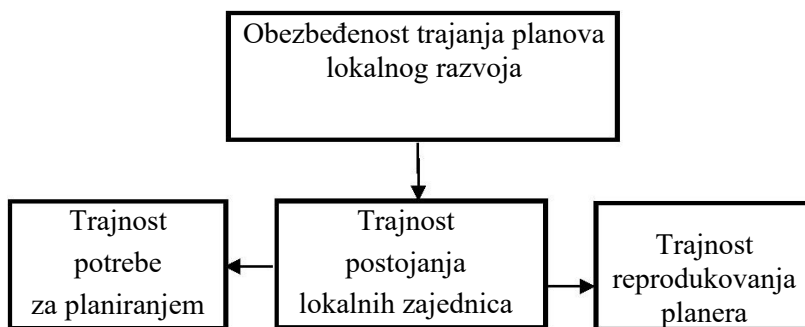 Obezbeđenost trajanja planova
lokalnog razvoja
Trajnost
potrebe
za planiranjem
Trajnost
postojanja
lokalnih zajednica
Trajnost
reprodukovanja
planera